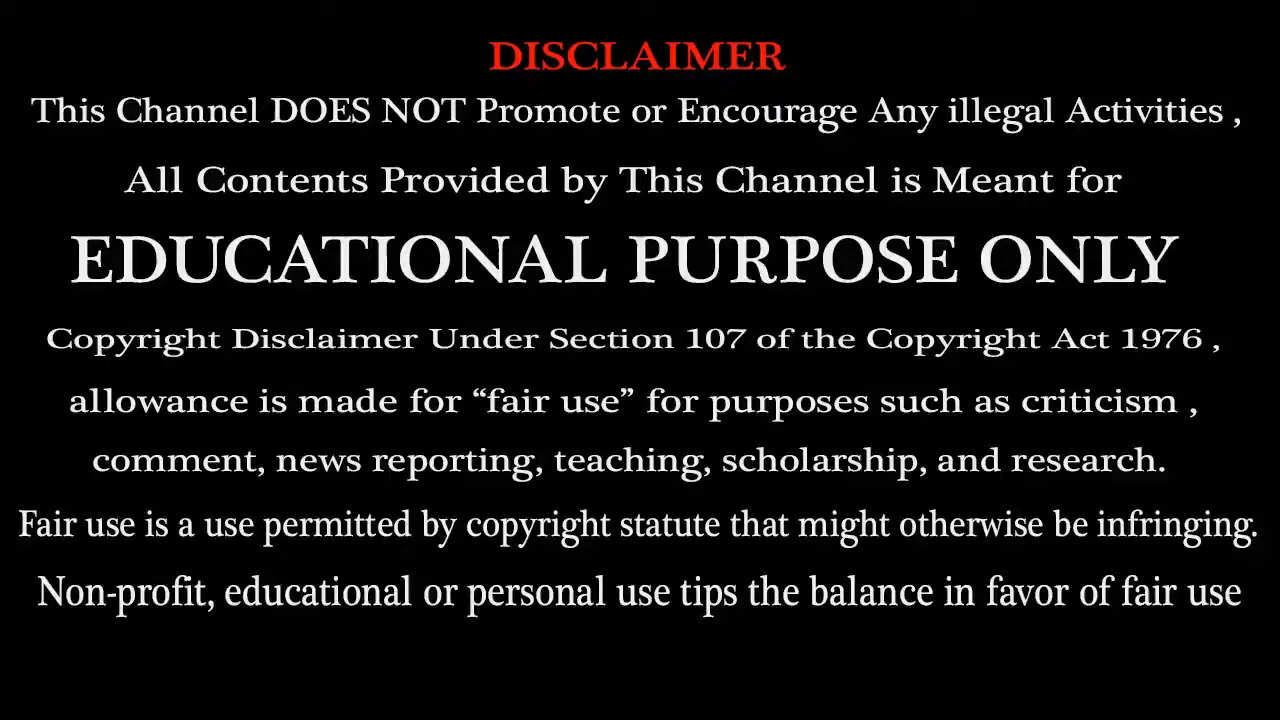 DISCLAIMER
This Channel DOES NOT Promote or Encourage Any illegal Activities ,
All Contents Provided by This Channel is Meant for
EDUCATIONAL PURPOSE ONLY
Copyright Disclaimer Under Section 107 of the Copyright Act 1976 ,
allowance is made for “fair use” for purposes such as criticism ,
comment, news reporting, teaching, scholarship, and research.
Fair use is a use permitted by copyright statute that might otherwise be infringing.
Non-profit, educational or personal use tips the balance in favor of fair use